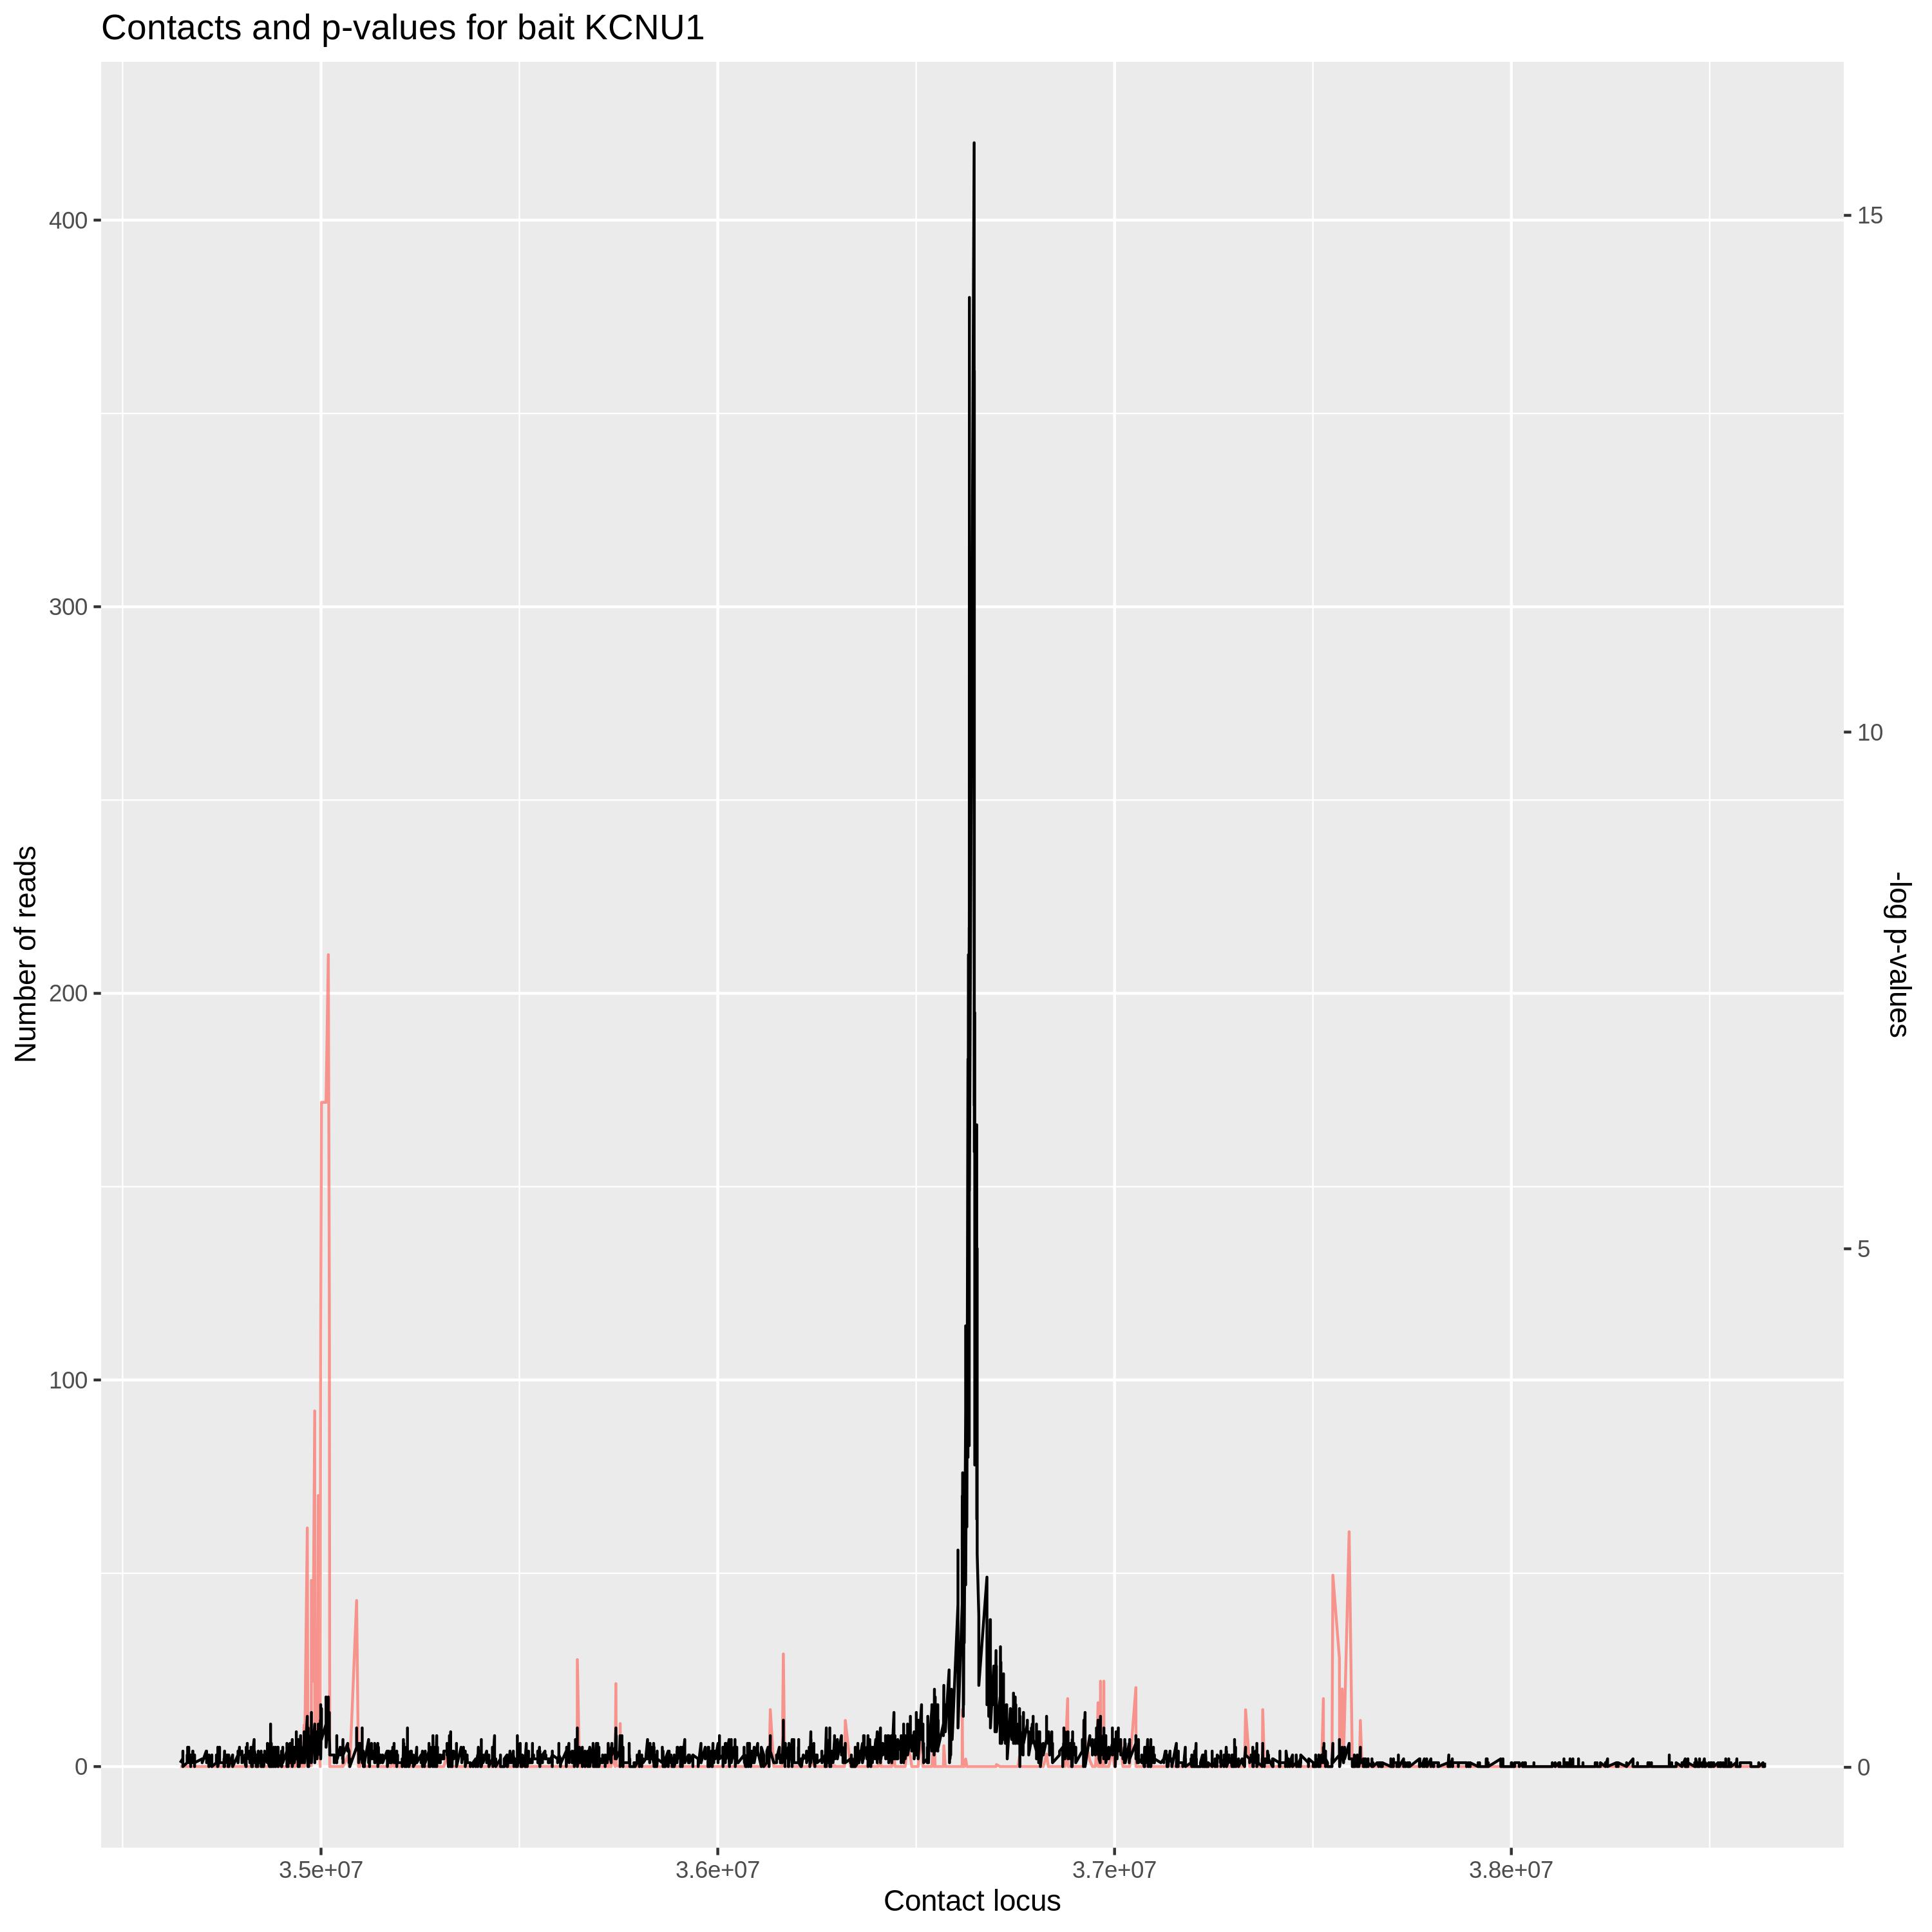 Contacts and p-values for bait KCNU1
400
300
200
100
0
Number of reads
15
10
5
0
-log p-values
3.5e+07
3.6e+07
3.7e+07
3.8e+07
Contact locus